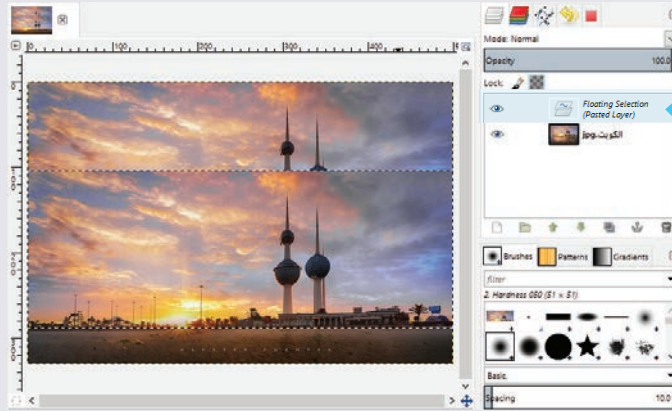 0 100 200 300 400
Mode: Normal
Opacity 100.0
Lock:
Floating Selection
(Pasted Layer)
الكويت.jpg
Brushes Patterns Gradients
filter
2. Hardness 050 (51 × 51)
Basic,
Spacing 10.0